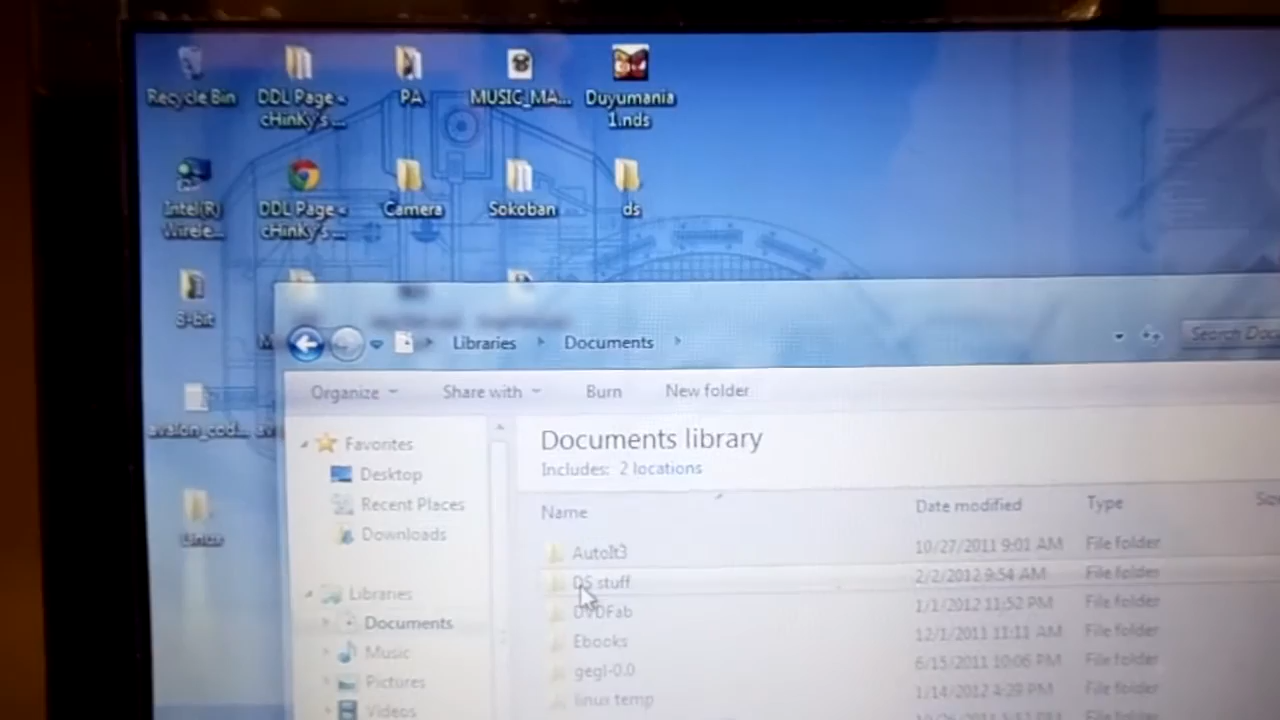 Recycle Bin
DDL Page -
cHinKy's ...
PA
MUSIC_MA...
Duyumania
1.nds
Intel(R)
Wirele...
DDL Page -
cHinKy's ...
Camera
Sokoban
ds
8-bit
avalon_cod...
Linux
Libraries
Documents
Search Doc
Organize
Share with
Burn
New folder
Documents library
Includes: 2 locations
Favorites
Desktop
Recent Places
Downloads
Libraries
Documents
Music
Pictures
Videos
Name
Date modified
Type
AutoIt3
10/27/2011 9:01 AM
File folder
DS stuff
2/2/2012 9:54 AM
File folder
DVDFab
1/1/2012 11:52 PM
File folder
Ebooks
12/1/2011 11:11 AM
File folder
gegl-0.0
6/15/2011 10:06 PM
File folder
linux temp
1/14/2012 4:29 PM
File folder